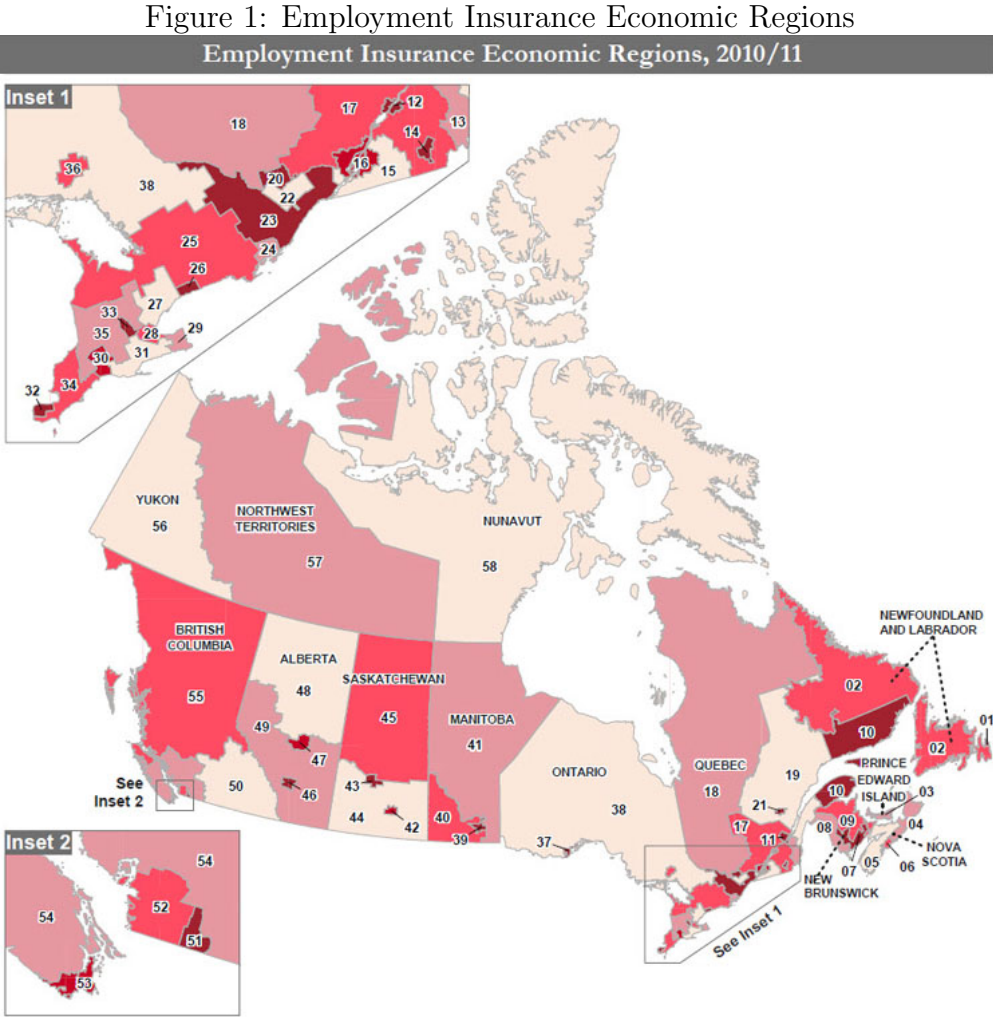 Figure 1: Employment Insurance Economic Regions
Employment Insurance Economic Regions, 2010/11
Inset 1
12
17
13
18
14
16
15
36
20
38
22
23
25
24
26
27
33
29
35
28
31
30
34
32
YUKON
56
NORTHWEST
TERRITORIES
57
NUNAVUT
58
NEWFOUNDLAND
AND LABRADOR
BRITISH
COLUMBIA
55
ALBERTA
48
SASKATCHEWAN
45
MANITOBA
41
02
01
10
02
49
47
ONTARIO
38
QUEBEC
18
19
PRINCE
EDWARD
ISLAND
See
Inset 2
50
46
43
44
42
40
39
37
21
17
11
10
03
08
09
04
05
06
07
NOVA
SCOTIA
NEW
BRUNSWICK
See Inset 1
Inset 2
54
54
52
51
53